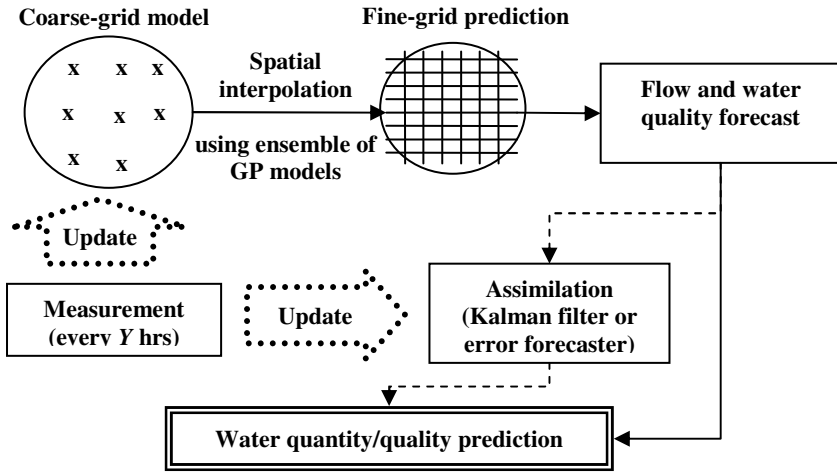 Coarse-grid model
Fine-grid prediction
x x x
x x x
x x
Spatial
interpolation
using ensemble of
GP models
Flow and water
quality forecast
Update
Measurement
(every Y hrs)
Update
Assimilation
(Kalman filter or
error forecaster)
Water quantity/quality prediction